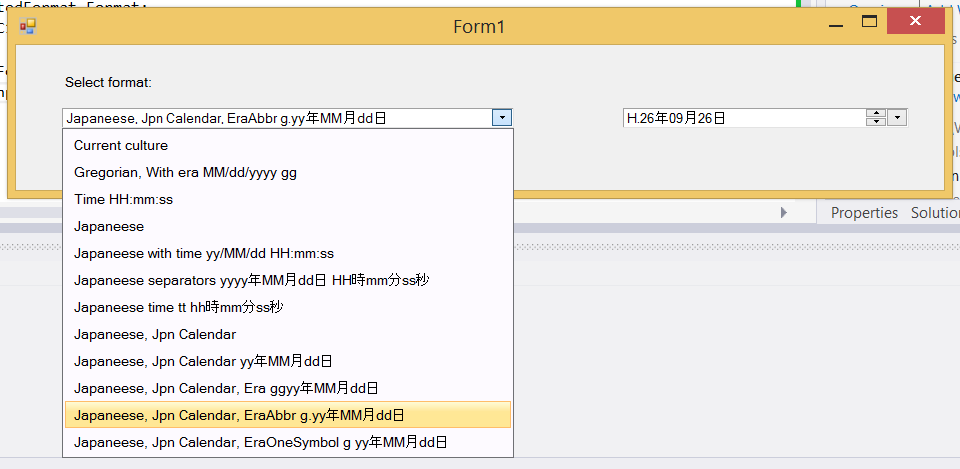 Form1
Select format:
Japaneese, Jpn Calendar, EraAbbr g.yy年MM月dd日
H.26年09月26日
Current culture
Gregorian, With era MM/dd/yyyy gg
Time HH:mm:ss
Japaneese
Japaneese with time yy/MM/dd HH:mm:ss
Japaneese separators yyyy年MM月dd日 HH時mm分ss秒
Japaneese time tt hh時mm分ss秒
Japaneese, Jpn Calendar
Japaneese, Jpn Calendar yy年MM月dd日
Japaneese, Jpn Calendar, Era ggyy年MM月dd日
Japaneese, Jpn Calendar, EraAbbr g.yy年MM月dd日
Japaneese, Jpn Calendar, EraOneSymbol g yy年MM月dd日
Properties